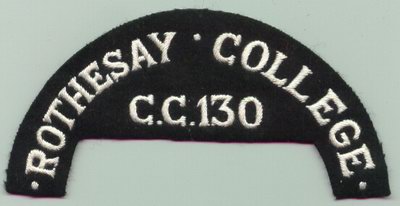 · ROTHESAY · COLLEGE ·
C.C.130